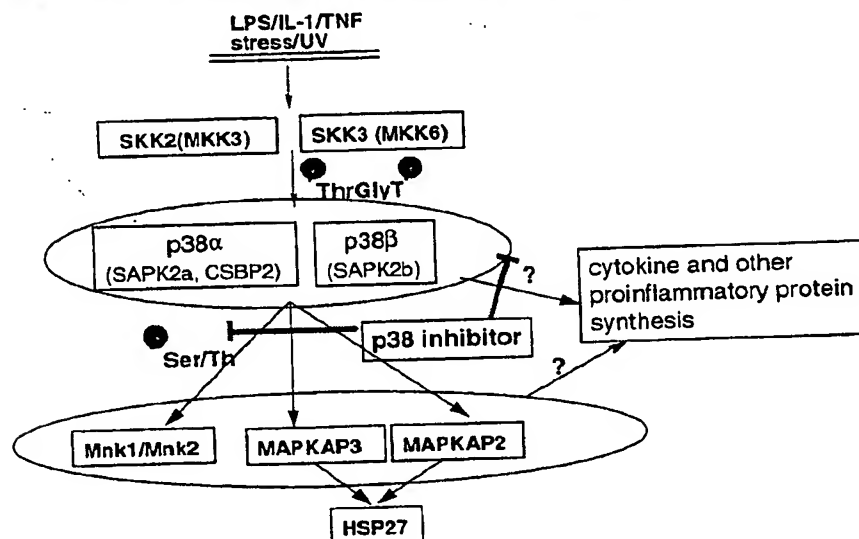 LPS/IL-1/TNF
stress/UV
SKK2(MKK3)
SKK3 (MKK6)
ThrGlyT
p38α
(SAPK2a, CSBP2)
p38β
(SAPK2b)
?
cytokine and other
proinflammatory protein
synthesis
p38 inhibitor
Ser/Th
?
Mnk1/Mnk2
MAPKAP3
MAPKAP2
HSP27